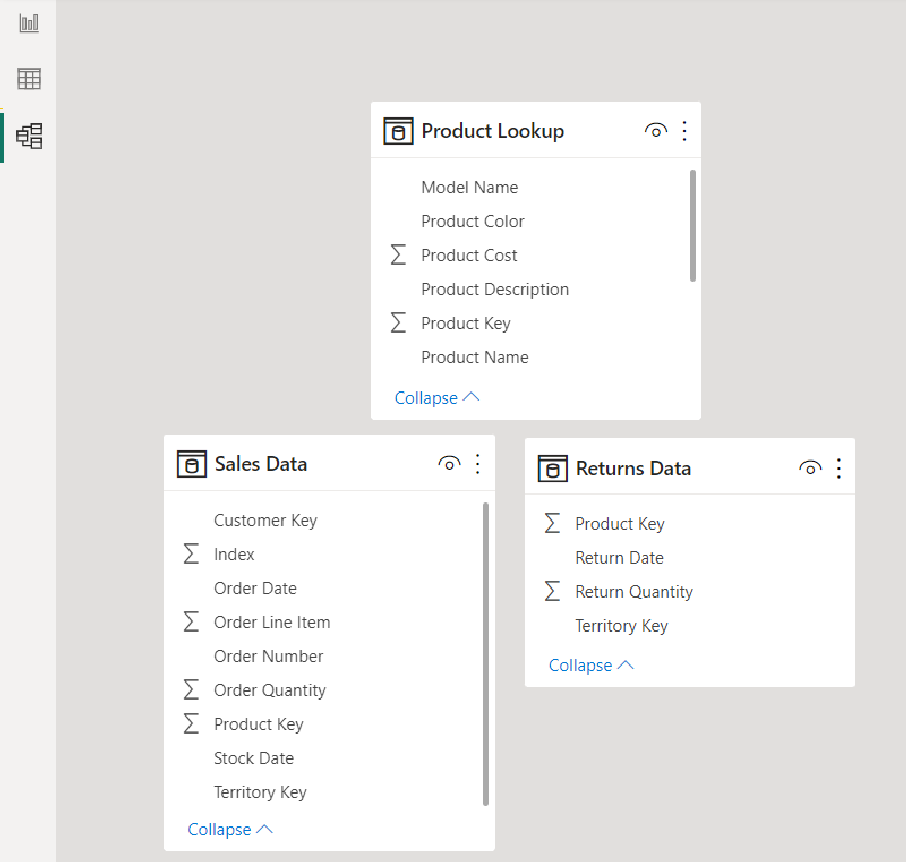 Product Lookup
Model Name
Product Color
Σ Product Cost
Product Description
Σ Product Key
Product Name
Collapse
Sales Data
Customer Key
Σ Index
Order Date
Σ Order Line Item
Order Number
Σ Order Quantity
Σ Product Key
Stock Date
Territory Key
Collapse
Returns Data
Σ Product Key
Return Date
Σ Return Quantity
Territory Key
Collapse